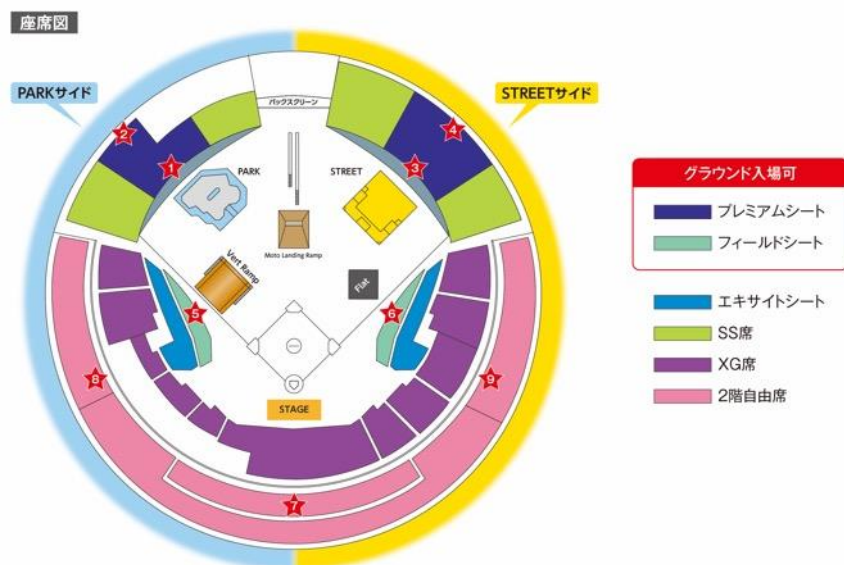 座席図
PARKサイド
STREETサイド
バックスクリーン
2
1
4
3
PARK
STREET
Moto Landing Ramp
Vert Ramp
Flat
5
6
8
9
STAGE
7
グラウンド入場可
プレミアムシート
フィールドシート
エキサイトシート
SS席
XG席
2階自由席